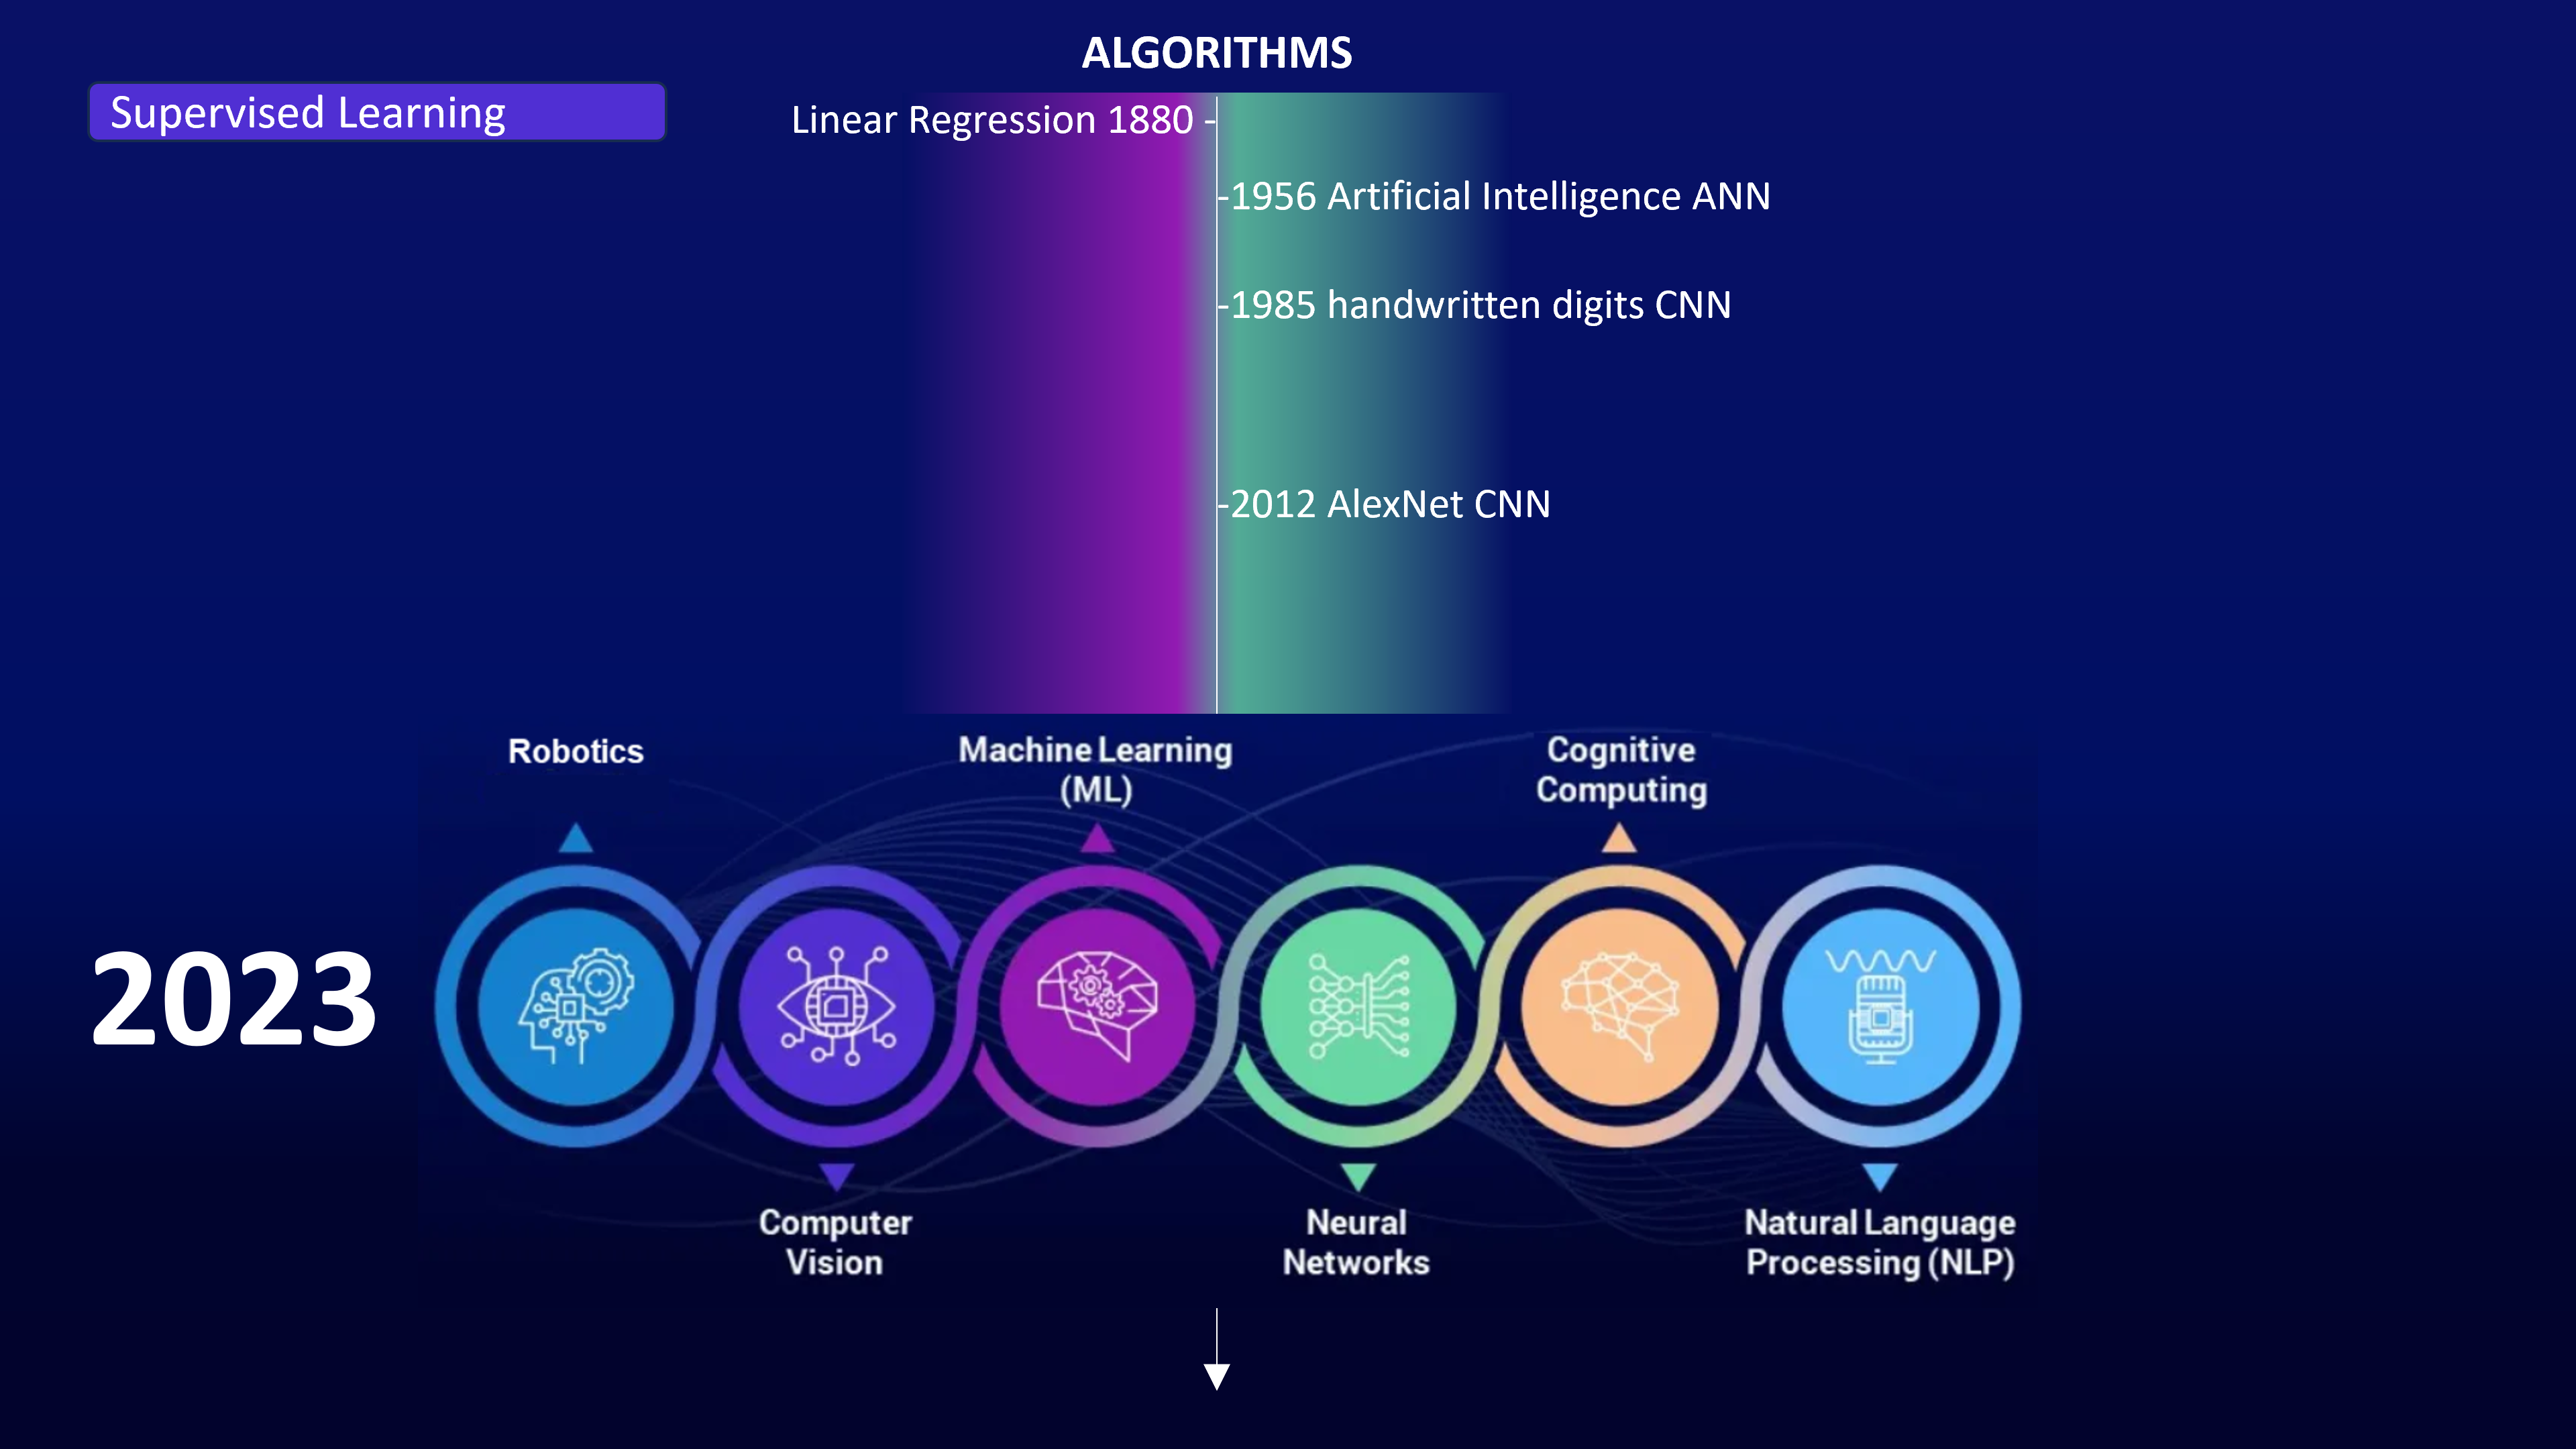 ALGORITHMS
Supervised Learning
Linear Regression 1880 -
-1956 Artificial Intelligence ANN
-1985 handwritten digits CNN
-2012 AlexNet CNN
Robotics
Machine Learning
(ML)
Cognitive
Computing
2023
Computer
Vision
Neural
Networks
Natural Language
Processing (NLP)